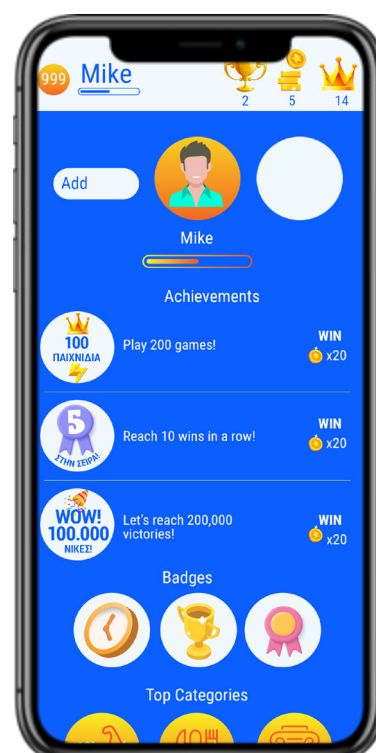 999
Mike
2
5
14
Add
Mike
Achievements
100
ΠΑΙΧΝΙΔΙΑ
Play 200 games!
WIN
x20
5
ΣΤΗΝ ΣΕΙΡΑ!
Reach 10 wins in a row!
WIN
x20
WOW!
100.000
ΝΙΚΕΣ!
Let's reach 200,000
victories!
WIN
x20
Badges
Top Categories